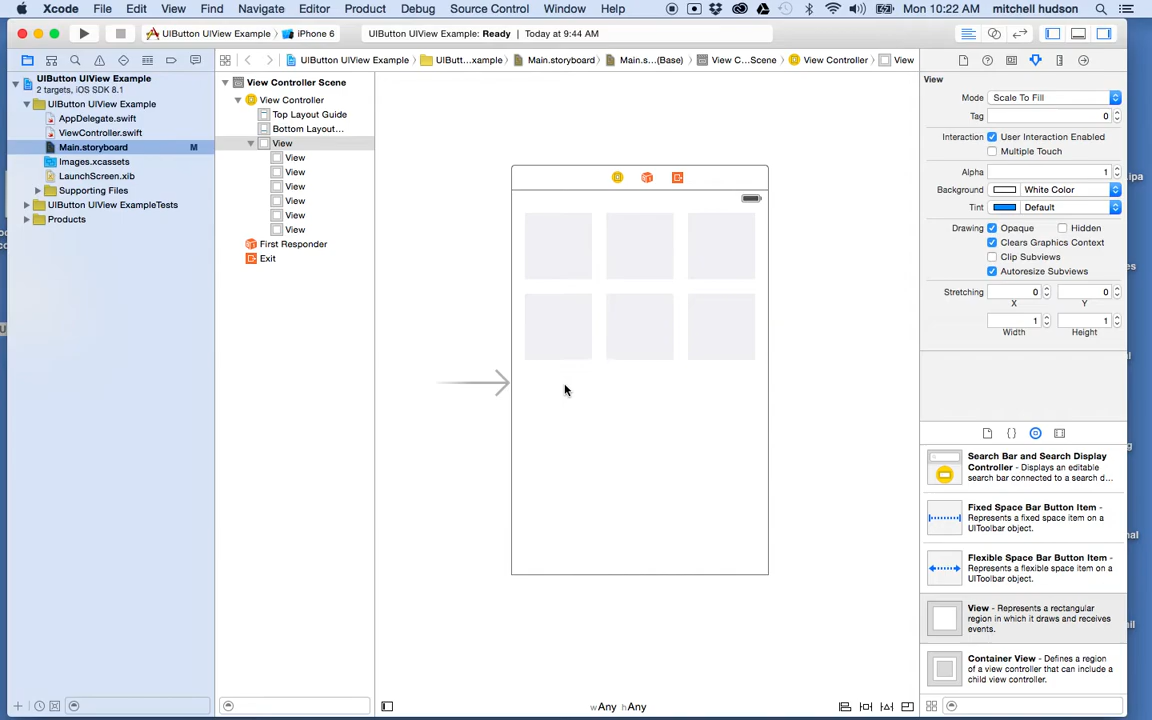 Xcode File Edit View Find Navigate Editor Product Debug Source Control Window Help Mon 10:22 AM mitchell hudson
UIButton UIView Example iPhone 6
UIButton UIView Example: Ready Today at 9:44 AM
UIButton UIView Example UIButt...xample Main.storyboard Main.s...(Base) View C...Scene View Controller View
UIButton UIView Example
2 targets, iOS SDK 8.1
UIButton UIView Example
AppDelegate.swift
ViewController.swift
Main.storyboard M
Images.xcassets
LaunchScreen.xib
Supporting Files
UIButton UIView ExampleTests
Products
View Controller Scene
View Controller
Top Layout Guide
Bottom Layout...
View
View
View
View
View
View
View
First Responder
Exit
wAny hAny
View
Mode Scale To Fill
Tag 0
Interaction User Interaction Enabled
Multiple Touch
Alpha 1
Background White Color
Tint Default
Drawing Opaque Hidden
Clears Graphics Context
Clip Subviews
Autoresize Subviews
Stretching 0 0
X Y
1 1
Width Height
Search Bar and Search Display
Controller - Displays an editable
search bar connected to a search d...
Fixed Space Bar Button Item -
Represents a fixed space item on a
UIToolbar object.
Flexible Space Bar Button Item -
Represents a flexible space item on a
UIToolbar object.
View - Represents a rectangular
region in which it draws and receives
events.
Container View - Defines a region
of a view controller that can include a
child view controller.